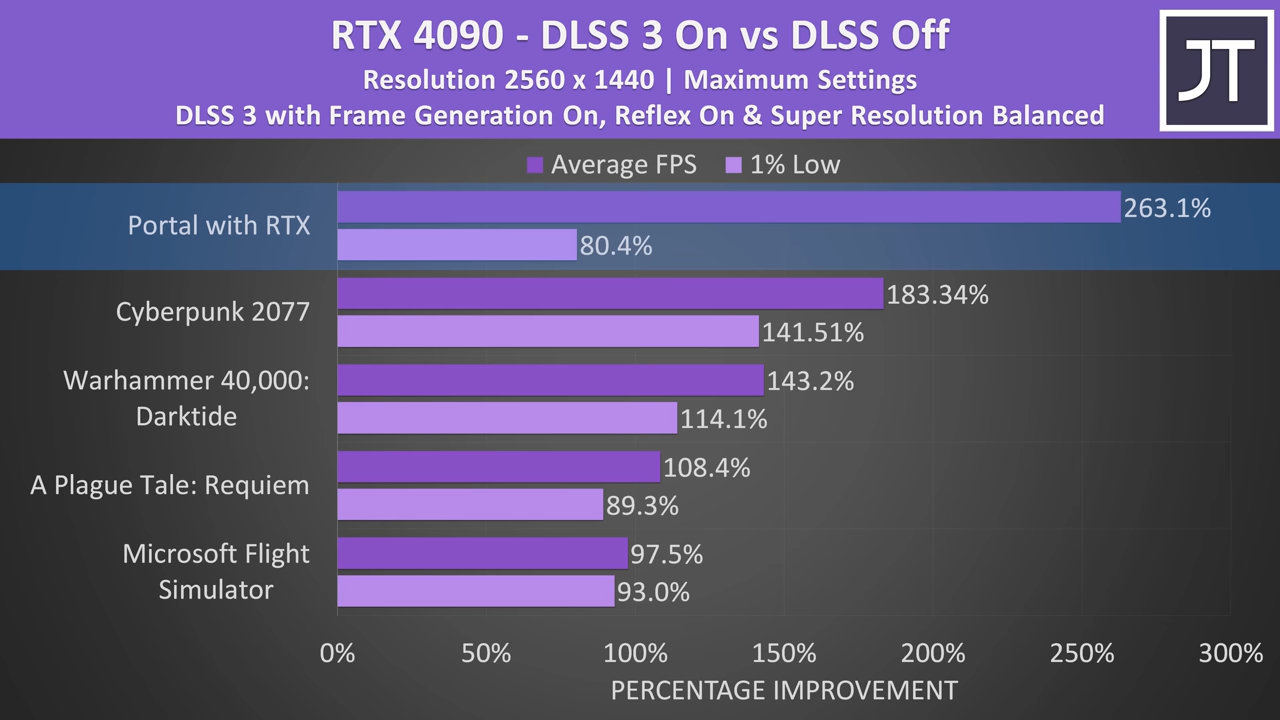 RTX 4090 - DLSS 3 On vs DLSS Off
Resolution 2560 x 1440 | Maximum Settings
DLSS 3 with Frame Generation On, Reflex On & Super Resolution Balanced
JT
Average FPS 1% Low
Portal with RTX
263.1%
80.4%
Cyberpunk 2077
183.34%
141.51%
Warhammer 40,000:
Darktide
143.2%
114.1%
A Plague Tale: Requiem
108.4%
89.3%
Microsoft Flight
Simulator
97.5%
93.0%
0% 50% 100% 150% 200% 250% 300%
PERCENTAGE IMPROVEMENT